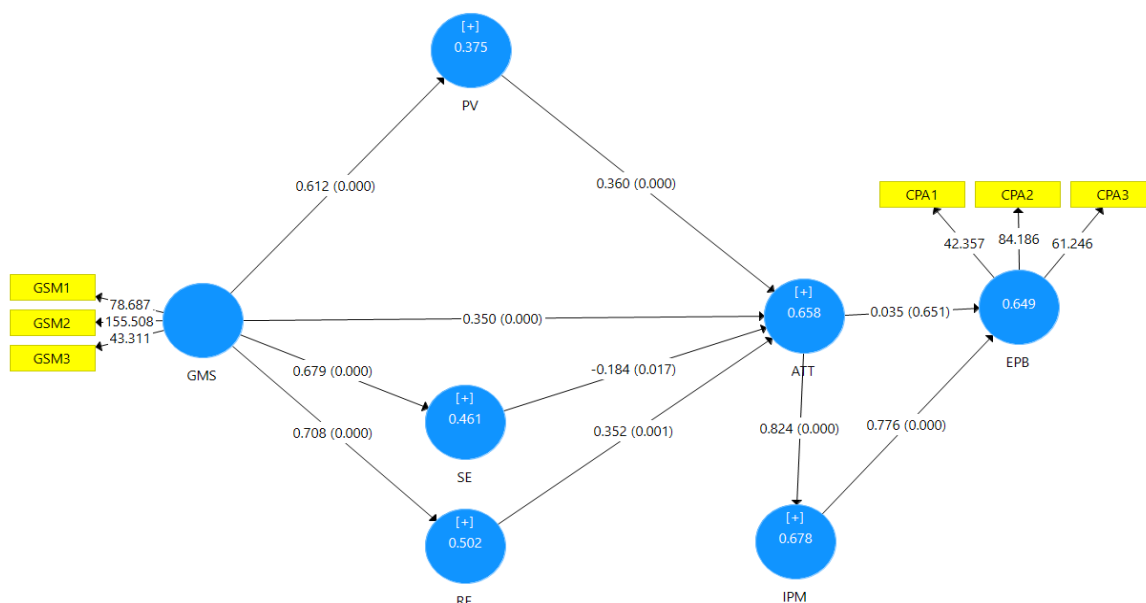 [+]
0.375
PV
0.612 (0.000)
0.360 (0.000)
CPA1
CPA2
CPA3
42.357
84.186
61.246
GSM1
GSM2
GSM3
78.687
155.508
43.311
GMS
0.350 (0.000)
[+]
0.658
ATT
0.035 (0.651)
0.649
EPB
0.679 (0.000)
-0.184 (0.017)
[+]
0.461
SE
0.708 (0.000)
0.352 (0.001)
0.824 (0.000)
0.776 (0.000)
[+]
0.502
[+]
0.678
IPM